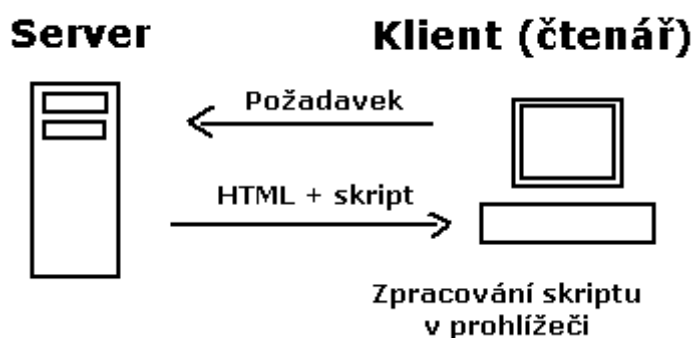 Server
Klient (čtenář)
Požadavek
HTML + skript
Zpracování skriptu
v prohlížeči